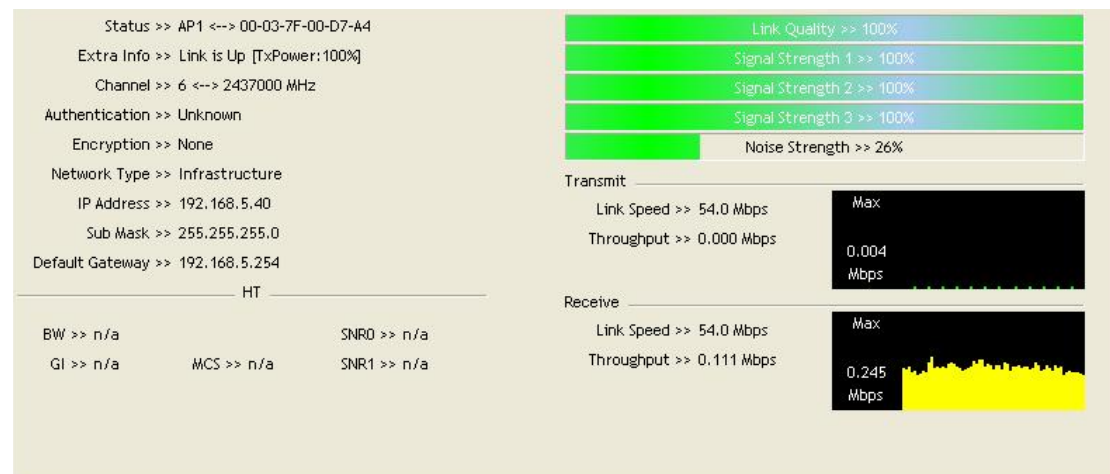 Status >> AP1 <--> 00-03-7F-00-D7-A4
Extra Info >> Link is Up [TxPower:100%]
Channel >> 6 <--> 2437000 MHz
Authentication >> Unknown
Encryption >> None
Network Type >> Infrastructure
IP Address >> 192.168.5.40
Sub Mask >> 255.255.255.0
Default Gateway >> 192.168.5.254
HT
BW >> n/a
SNR0 >> n/a
GI >> n/a
MCS >> n/a
SNR1 >> n/a
Link Quality >> 100%
Signal Strength 1 >> 100%
Signal Strength 2 >> 100%
Signal Strength 3 >> 100%
Noise Strength >> 26%
Transmit
Link Speed >> 54.0 Mbps
Throughput >> 0.000 Mbps
Max
0.004
Mbps
Receive
Link Speed >> 54.0 Mbps
Throughput >> 0.111 Mbps
Max
0.245
Mbps